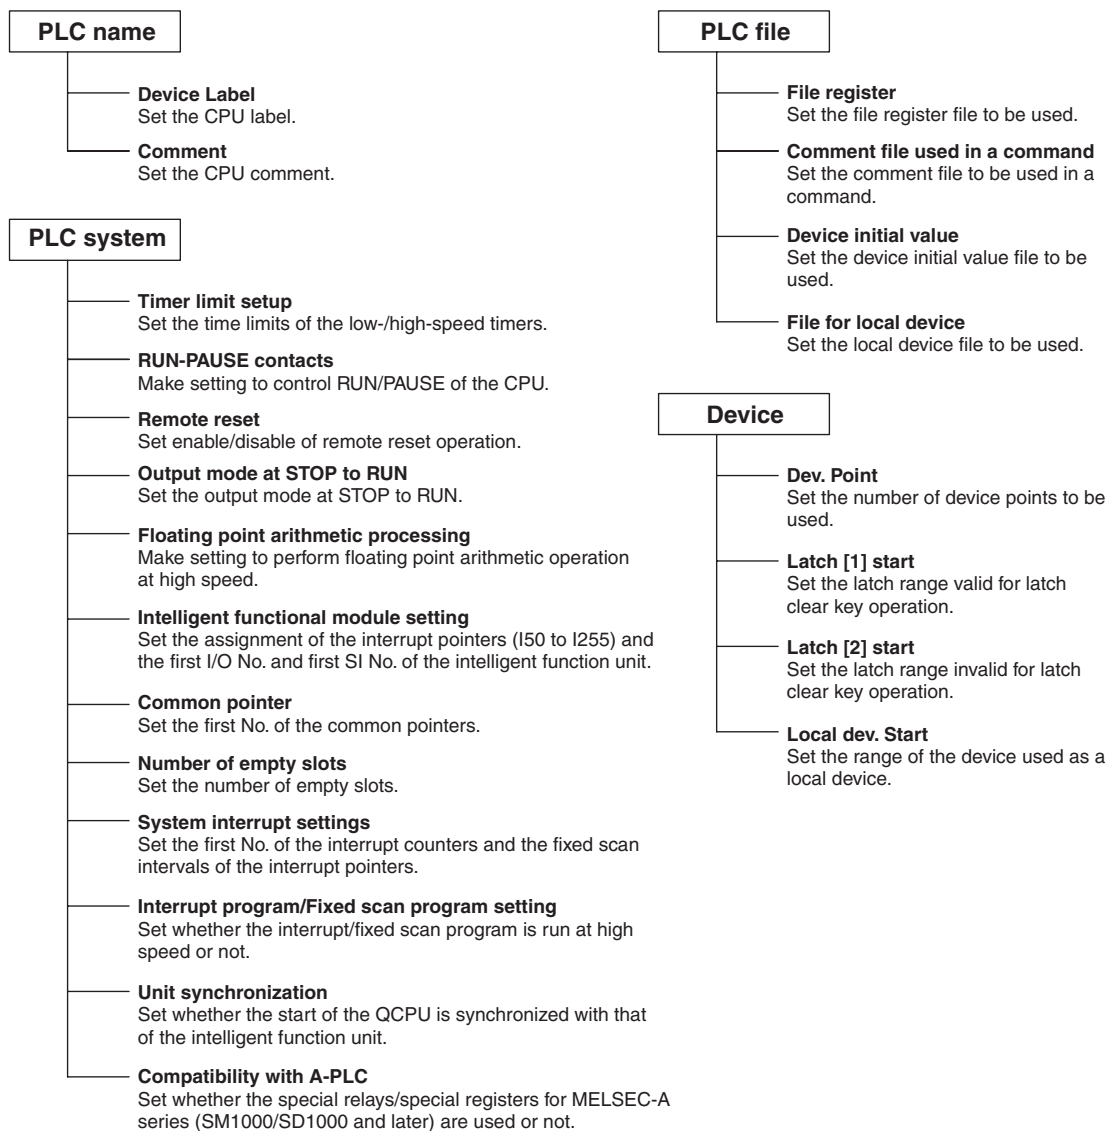 PLC name
Device Label
Set the CPU label.
Comment
Set the CPU comment.
PLC system
Timer limit setup
Set the time limits of the low-/high-speed timers.
RUN-PAUSE contacts
Make setting to control RUN/PAUSE of the CPU.
Remote reset
Set enable/disable of remote reset operation.
Output mode at STOP to RUN
Set the output mode at STOP to RUN.
Floating point arithmetic processing
Make setting to perform floating point arithmetic operation
at high speed.
Intelligent functional module setting
Set the assignment of the interrupt pointers (I50 to I255) and
the first I/O No. and first SI No. of the intelligent function unit.
Common pointer
Set the first No. of the common pointers.
Number of empty slots
Set the number of empty slots.
System interrupt settings
Set the first No. of the interrupt counters and the fixed scan
intervals of the interrupt pointers.
Interrupt program/Fixed scan program setting
Set whether the interrupt/fixed scan program is run at high
speed or not.
Unit synchronization
Set whether the start of the QCPU is synchronized with that
of the intelligent function unit.
Compatibility with A-PLC
Set whether the special relays/special registers for MELSEC-A
series (SM1000/SD1000 and later) are used or not.
PLC file
File register
Set the file register file to be used.
Comment file used in a command
Set the comment file to be used in a
command.
Device initial value
Set the device initial value file to be
used.
File for local device
Set the local device file to be used.
Device
Dev. Point
Set the number of device points to be
used.
Latch [1] start
Set the latch range valid for latch
clear key operation.
Latch [2] start
Set the latch range invalid for latch
clear key operation.
Local dev. Start
Set the range of the device used as a
local device.